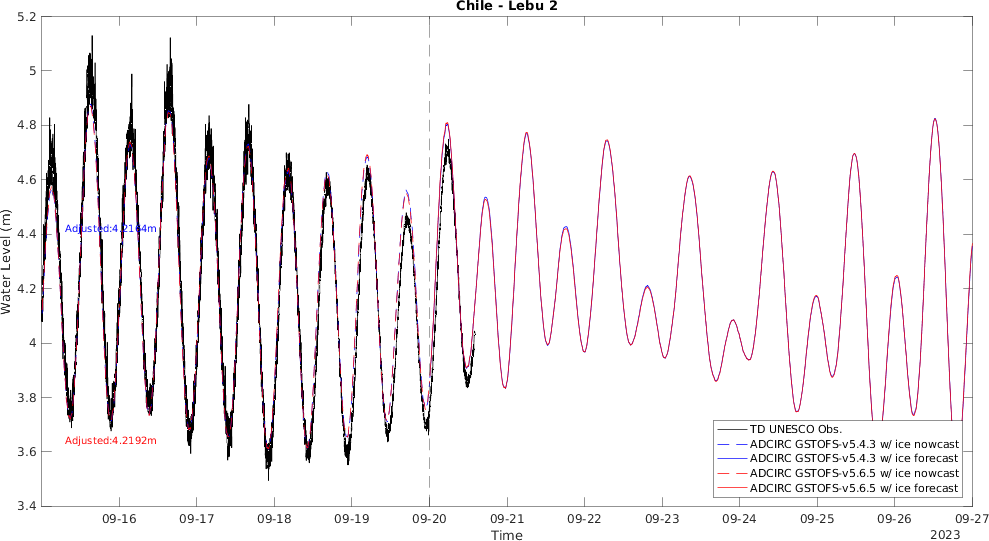 Chile - Lebu 2
5.2
5
4.8
4.6
4.4
4.2
4
3.8
3.6
3.4
Water Level (m)
Adjusted:4.2164m
Adjusted:4.2192m
TD UNESCO Obs.
ADCIRC GSTOFS-v5.4.3 w/ ice nowcast
ADCIRC GSTOFS-v5.4.3 w/ ice forecast
ADCIRC GSTOFS-v5.6.5 w/ ice nowcast
ADCIRC GSTOFS-v5.6.5 w/ ice forecast
09-16 09-17 09-18 09-19 09-20 09-21 09-22 09-23 09-24 09-25 09-26 09-27
Time
2023